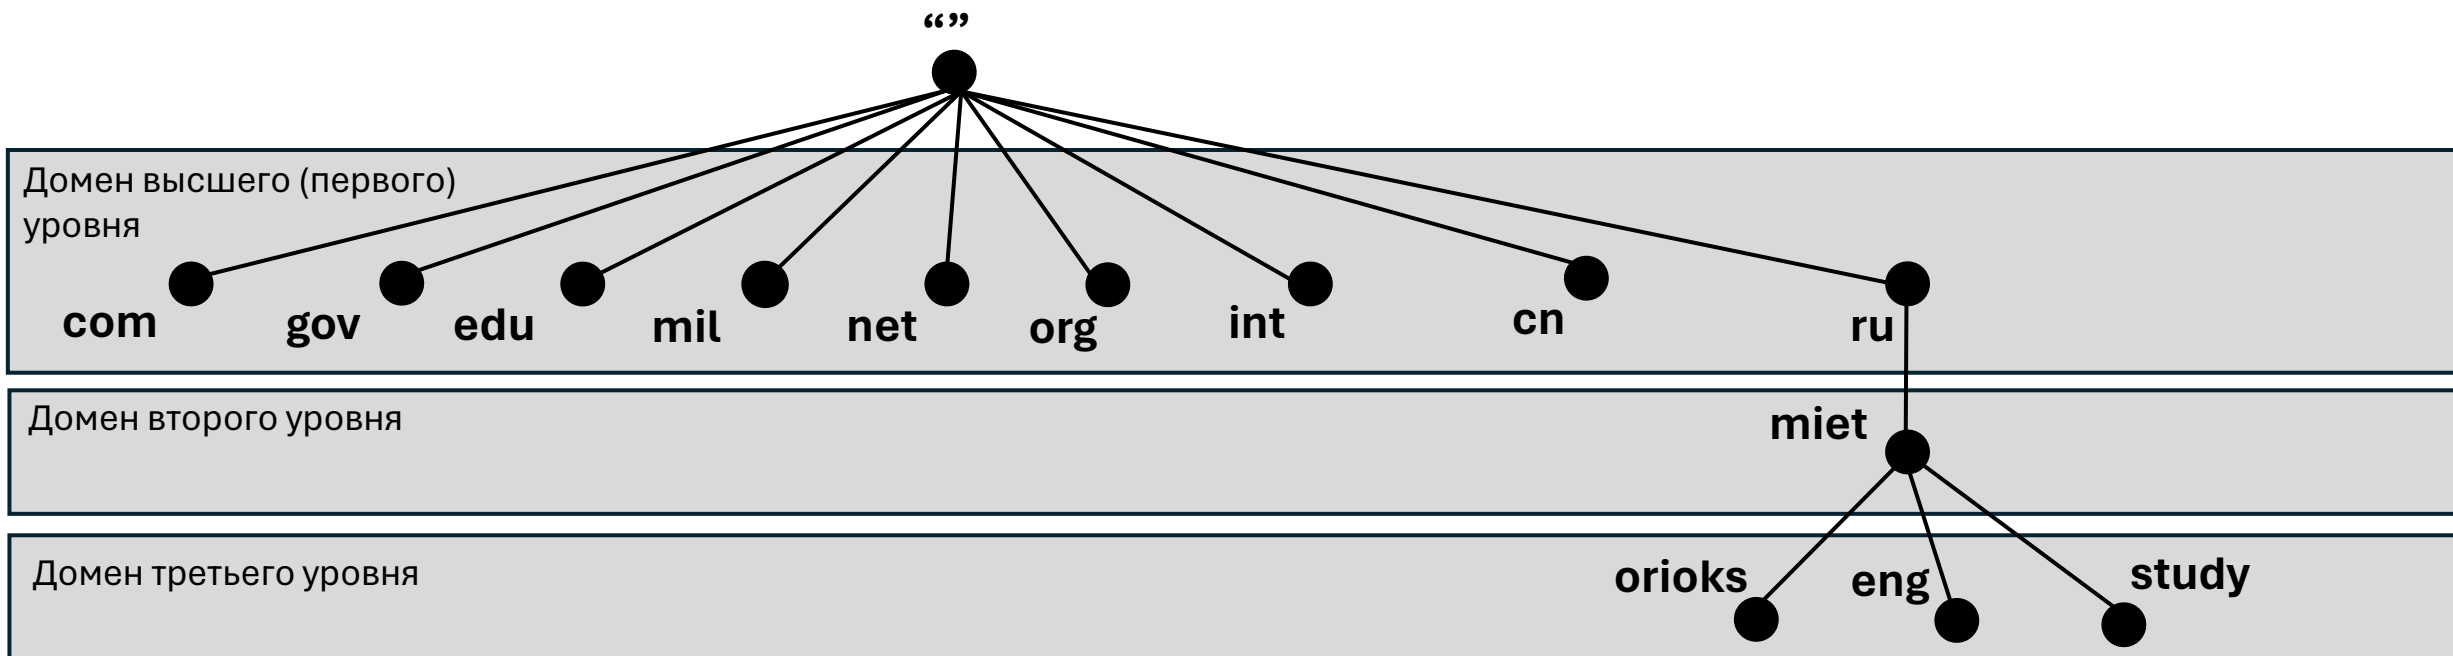 “”
Домен высшего (первого)
уровня
com gov edu mil net org int cn ru
Домен второго уровня
miet
Домен третьего уровня
orioks eng study